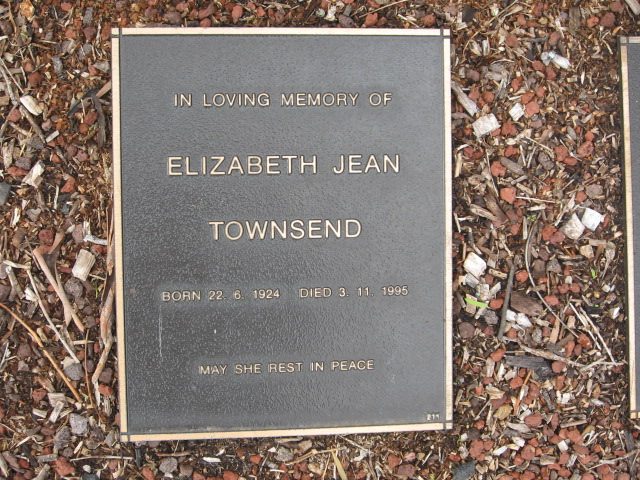 IN LOVING MEMORY OF
ELIZABETH JEAN
TOWNSEND
BORN 22. 6. 1924 DIED 3. 11. 1995
MAY SHE REST IN PEACE